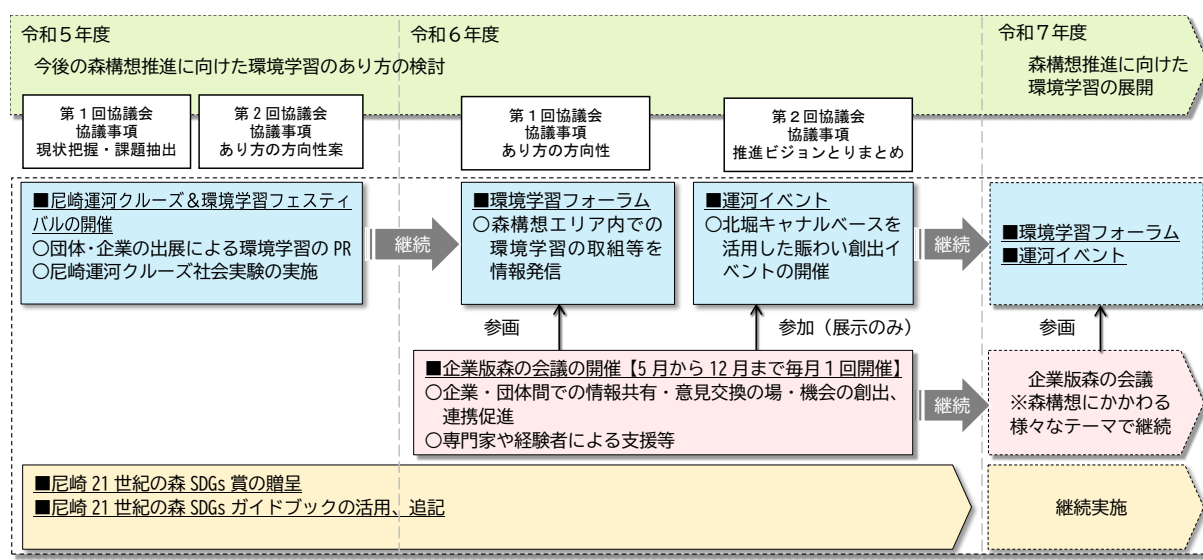 令和５年度
今後の森構想推進に向けた環境学習のあり方の検討
令和６年度
令和７年度
森構想推進に向けた
環境学習の展開
第１回協議会
協議事項
現状把握・課題抽出
第２回協議会
協議事項
あり方の方向性案
第１回協議会
協議事項
あり方の方向性
第２回協議会
協議事項
推進ビジョンとりまとめ
■尼崎運河クルーズ＆環境学習フェスティ
バルの開催
○団体・企業の出展による環境学習の PR
○尼崎運河クルーズ社会実験の実施
継続
■環境学習フォーラム
○森構想エリア内での
環境学習の取組等を
情報発信
■運河イベント
○北堀キャナルベースを
活用した賑わい創出イ
ベントの開催
継続
■環境学習フォーラム
■運河イベント
参画
参加（展示のみ）
参画
■企業版森の会議の開催【5 月から 12 月まで毎月１回開催】
○企業・団体間での情報共有・意見交換の場・機会の創出、
連携促進
○専門家や経験者による支援等
継続
企業版森の会議
※森構想にかかわる
様々なテーマで継続
■尼崎 21 世紀の森 SDGs 賞の贈呈
■尼崎 21 世紀の森 SDGs ガイドブックの活用、追記
継続実施